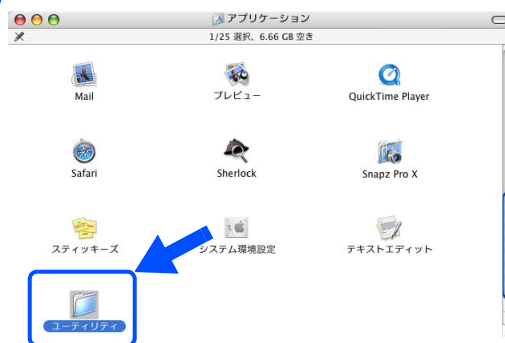 アプリケーション
1/25 選択、6.66 GB 空き
Mail
プレビュー
QuickTime Player
Safari
Sherlock
Snapz Pro X
スティッキーズ
システム環境設定
テキストエディット
ユーティリティ